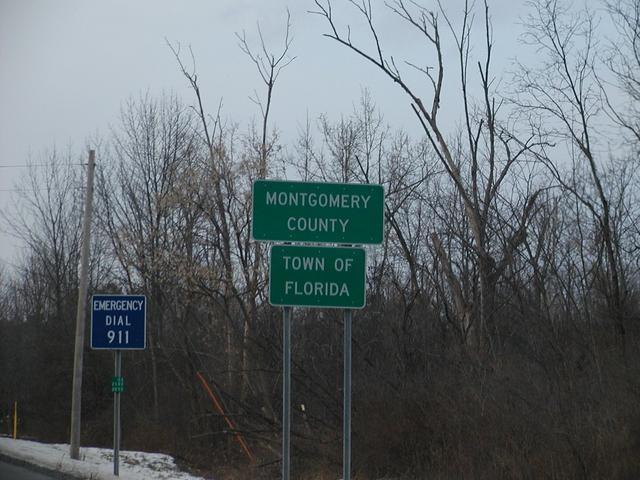 MONTGOMERY
COUNTY
TOWN OF
FLORIDA
EMERGENCY
DIAL
911